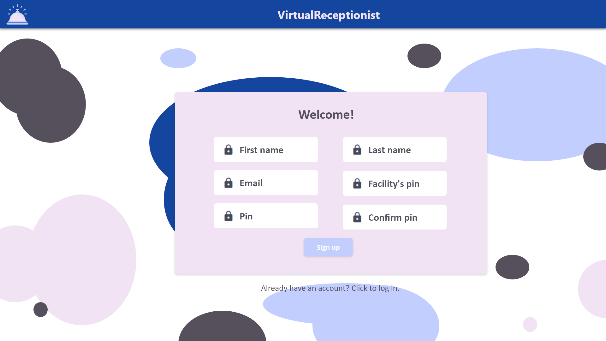 VirtualReceptionist
Welcome!
First name
Last name
Email
Facility's pin
Pin
Confirm pin
Sign up
Already have an account? Click to log in.